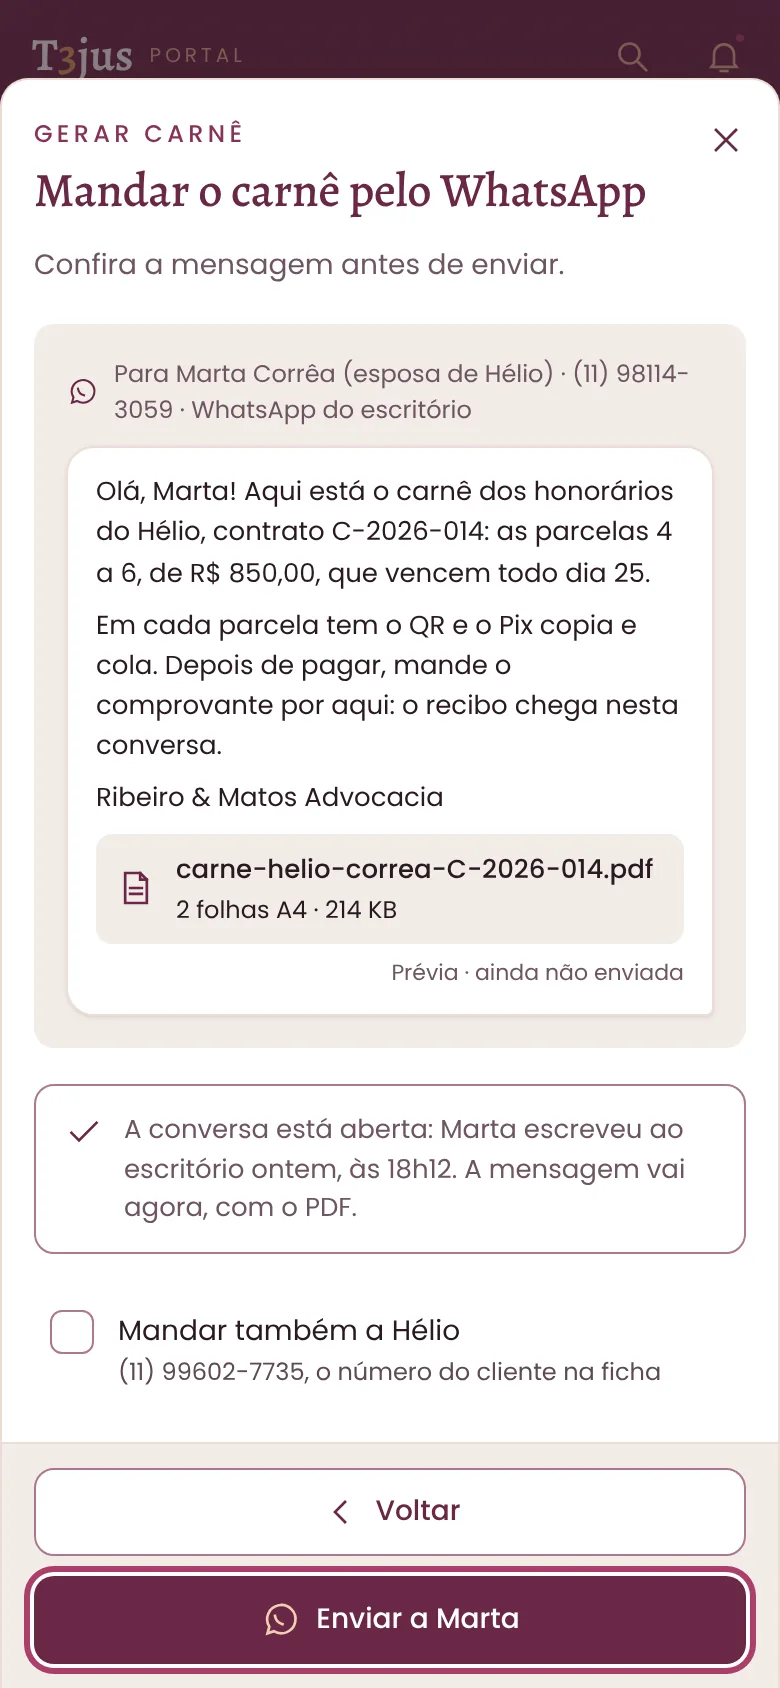 T3jus PORTAL
GERAR CARNÊ
Mandar o carnê pelo WhatsApp
Confira a mensagem antes de enviar.
Para Marta Corrêa (esposa de Hélio) · (11) 98114-
3059 · WhatsApp do escritório
Olá, Marta! Aqui está o carnê dos honorários
do Hélio, contrato C-2026-014: as parcelas 4
a 6, de R$ 850,00, que vencem todo dia 25.
Em cada parcela tem o QR e o Pix copia e
cola. Depois de pagar, mande o
comprovante por aqui: o recibo chega nesta
conversa.
Ribeiro & Matos Advocacia
carne-helio-correa-C-2026-014.pdf
2 folhas A4 · 214 KB
Prévia · ainda não enviada
A conversa está aberta: Marta escreveu ao
escritório ontem, às 18h12. A mensagem vai
agora, com o PDF.
Mandar também a Hélio
(11) 99602-7735, o número do cliente na ficha
Voltar
Enviar a Marta